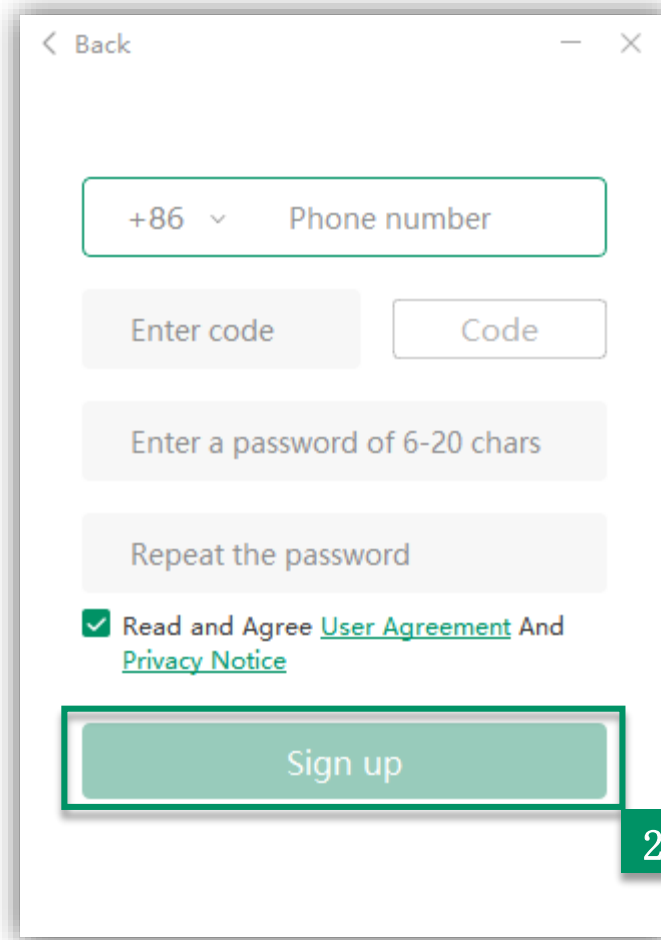 Back
+86 Phone number
Enter code Code
Enter a password of 6-20 chars
Repeat the password
Read and Agree User Agreement And
Privacy Notice
Sign up
2